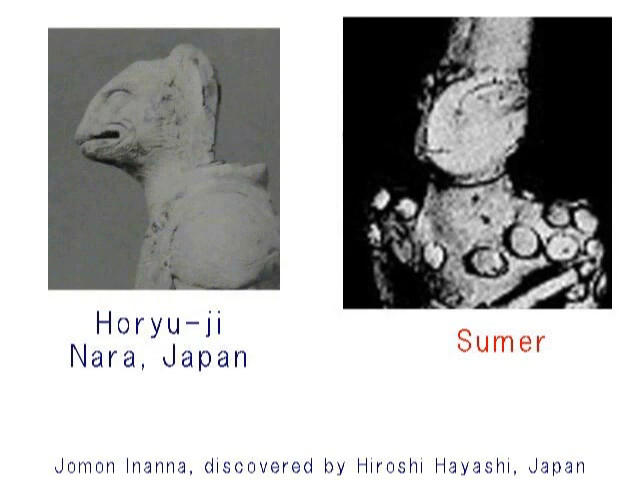 Horyu-ji
Nara, Japan
Sumer
Jomon Inanna, discovered by Hiroshi Hayashi, Japan